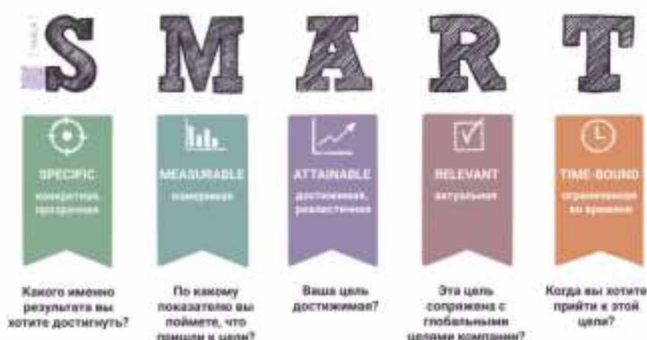 S M A R T
SPECIFIC
конкретная,
прозрачная
MEASURABLE
измеримая
ATTAINABLE
достижимая,
реалистичная
RELEVANT
актуальная
TIME-BOUND
ограниченная
во времени
Какого именно
результата вы
хотите достигнуть?
По какому
показателю вы
поймете, что
пришли к цели?
Ваша цель
достижимая?
Эта цель
сопряжена с
глобальными
целями компании?
Когда вы хотите
прийти к этой
цели?